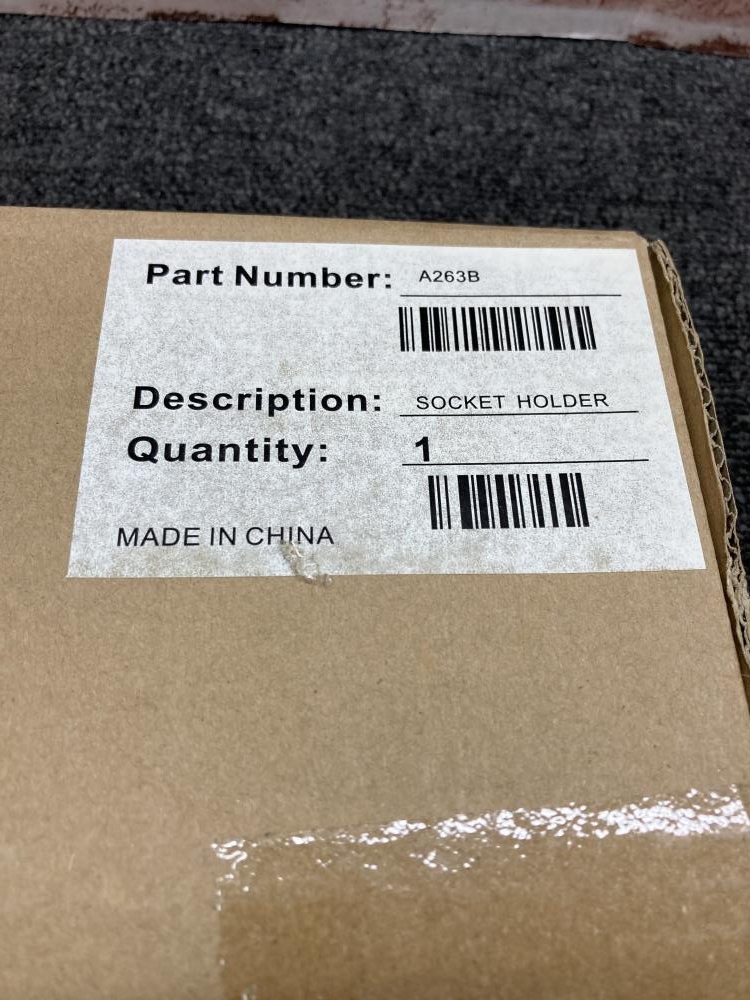 Part Number: A263B
Description: SOCKET HOLDER
Quantity: 1
MADE IN CHINA